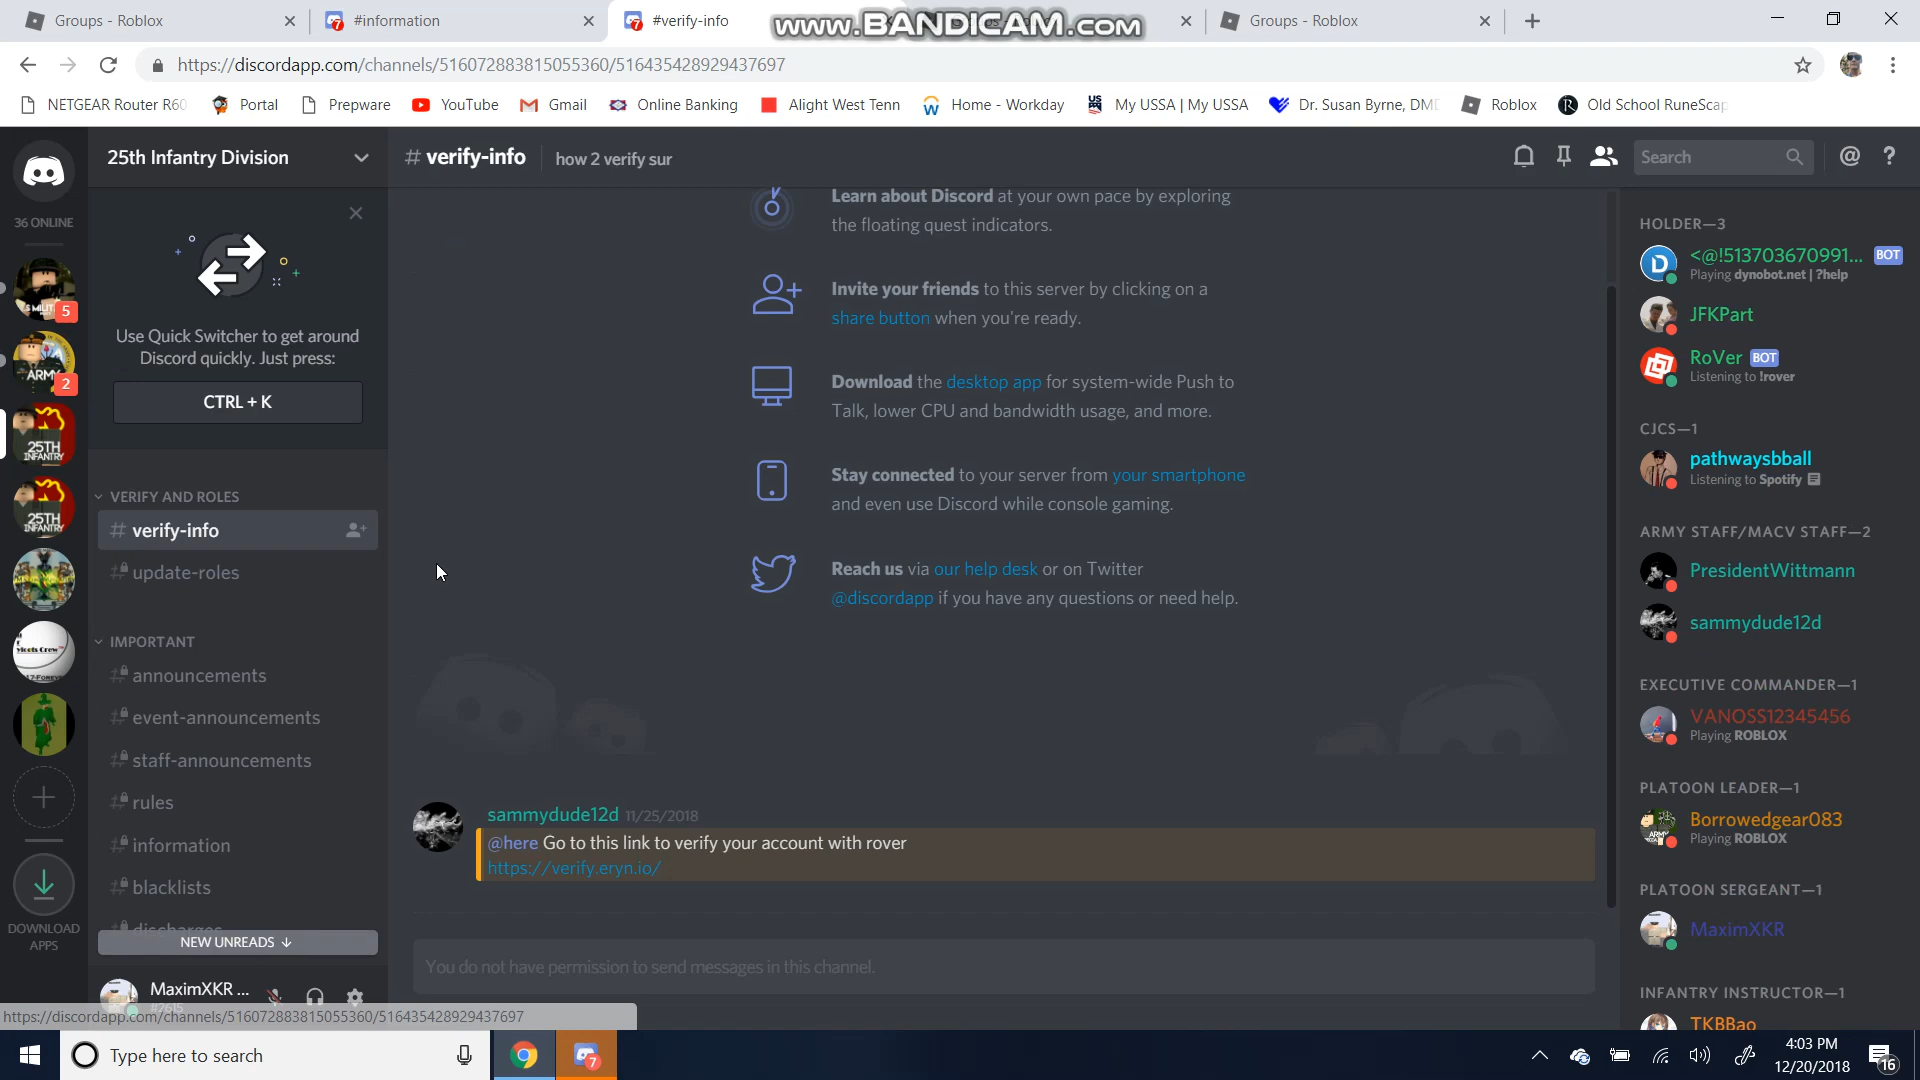 Groups - Roblox
#information
#verify-info
www.BANDICAM.com
Groups - Roblox
https://discordapp.com/channels/516072883815055360/516435428929437697
NETGEAR Router R60
Portal
Prepware
YouTube
Gmail
Online Banking
Alight West Tenn
Home - Workday
My USSA | My USSA
Dr. Susan Byrne, DMD
Roblox
Old School RuneScap
25th Infantry Division
# verify-info
how 2 verify sur
Search
36 ONLINE
5
ARMY
2
25TH
INFANTRY
25TH
INFANTRY
DOWNLOAD
APPS
Use Quick Switcher to get around
Discord quickly. Just press:
CTRL + K
VERIFY AND ROLES
# verify-info
# update-roles
IMPORTANT
# announcements
# event-announcements
# staff-announcements
# rules
# information
# blacklists
# discharges
NEW UNREADS ↓
MaximXKR ...
#2615
Learn about Discord at your own pace by exploring
the floating quest indicators.
Invite your friends to this server by clicking on a
share button when you're ready.
Download the desktop app for system-wide Push to
Talk, lower CPU and bandwidth usage, and more.
Stay connected to your server from your smartphone
and even use Discord while console gaming.
Reach us via our help desk or on Twitter
@discordapp if you have any questions or need help.
sammydude12d 11/25/2018
@here Go to this link to verify your account with rover
https://verify.eryn.io/
You do not have permission to send messages in this channel.
HOLDER—3
<@!513703670991... BOT
Playing dynobot.net | ?help
JFKPart
RoVer BOT
Listening to !rover
CJCS—1
pathwaysbball
Listening to Spotify
ARMY STAFF/MACV STAFF—2
PresidentWittmann
sammydude12d
EXECUTIVE COMMANDER—1
VANOSS12345456
Playing ROBLOX
PLATOON LEADER—1
Borrowedgear083
Playing ROBLOX
PLATOON SERGEANT—1
MaximXKR
INFANTRY INSTRUCTOR—1
TKBBao
https://discordapp.com/channels/516072883815055360/516435428929437697
Type here to search
7
4:03 PM
12/20/2018
16